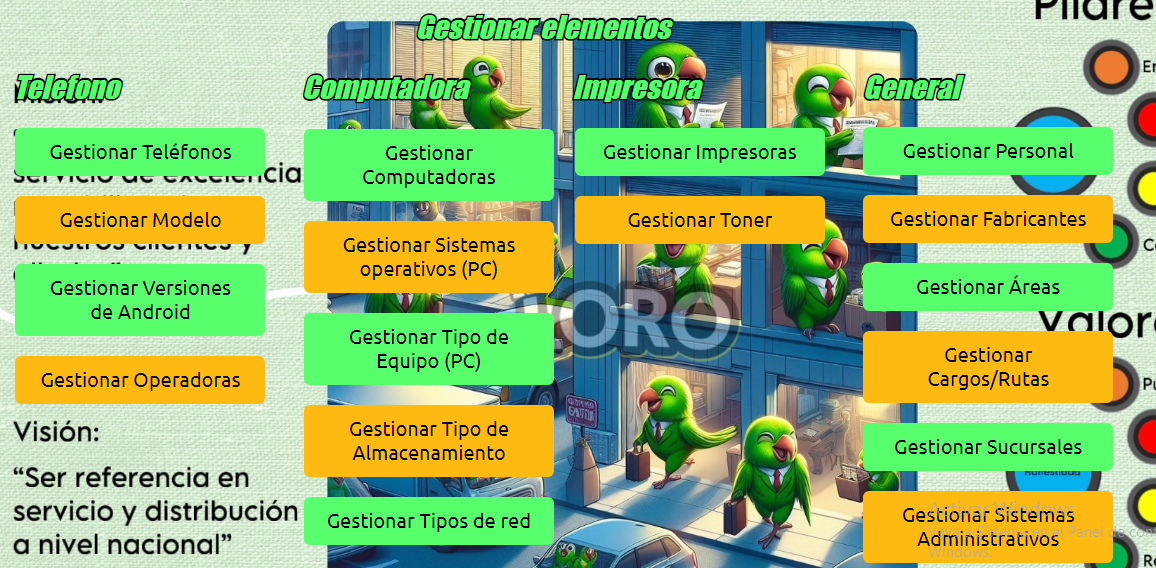 Gestionar elementos
Telefono
Gestionar Teléfonos
Gestionar Modelo
Gestionar Versiones
de Android
Gestionar Operadoras
Computadora
Gestionar
Computadoras
Gestionar Sistemas
operativos (PC)
Gestionar Tipo de
Equipo (PC)
Gestionar Tipo de
Almacenamiento
Gestionar Tipos de red
Impresora
Gestionar Impresoras
Gestionar Toner
General
Gestionar Personal
Gestionar Fabricantes
Gestionar Áreas
Gestionar
Cargos/Rutas
Gestionar Sucursales
Gestionar Sistemas
Administrativos
servicio de excelencia
nuestros clientes y
Visión:
“Ser referencia en
servicio y distribución
a nivel nacional”
LORO
Pilare
Valor
Honestidad
Windows.